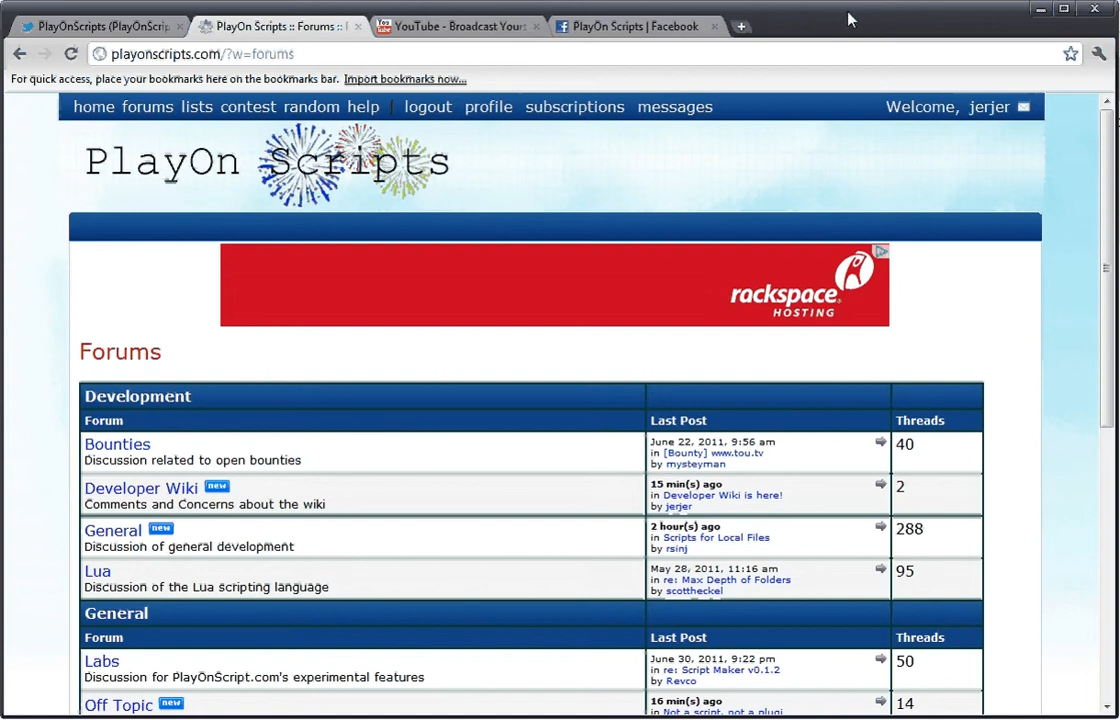 PlayOnScripts (PlayOnScrip
PlayOn Scripts :: Forums :: F
YouTube - Broadcast Yours
PlayOn Scripts | Facebook
playonscripts.com/?w=forums
For quick access, place your bookmarks here on the bookmarks bar. Import bookmarks now...
home forums lists contest random help | logout profile subscriptions messages Welcome, jerjer
PlayOn Scripts
rackspace
HOSTING
Forums
Development
Forum Last Post Threads
Bounties
Discussion related to open bounties
June 22, 2011, 9:56 am
in [Bounty] www.tou.tv
by mysteyman
40
Developer Wiki new
Comments and Concerns about the wiki
15 min(s) ago
in Developer Wiki is here!
by jerjer
2
General new
Discussion of general development
2 hour(s) ago
in Scripts for Local Files
by rsinj
288
Lua
Discussion of the Lua scripting language
May 28, 2011, 11:16 am
in re: Max Depth of Folders
by scottheckel
95
General
Forum Last Post Threads
Labs
Discussion for PlayOnScript.com's experimental features
June 30, 2011, 9:22 pm
in re: Script Maker v0.1.2
by Revco
50
Off Topic new
16 min(s) ago
in Not a script, not a plugi
14